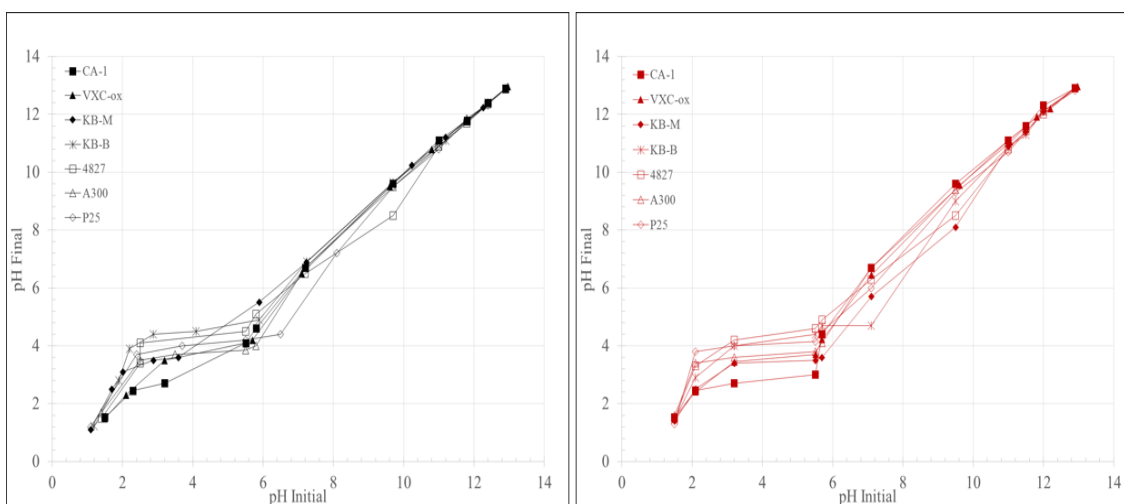 14
12
10
8
6
4
2
0
pH Final
CA-1
VXC-ox
KB-M
KB-B
4827
A300
P25
0 2 4 6 8 10 12 14
pH Initial
14
12
10
8
6
4
2
0
pH Final
CA-1
VXC-ox
KB-M
KB-B
4827
A300
P25
0 2 4 6 8 10 12 14
pH Initial